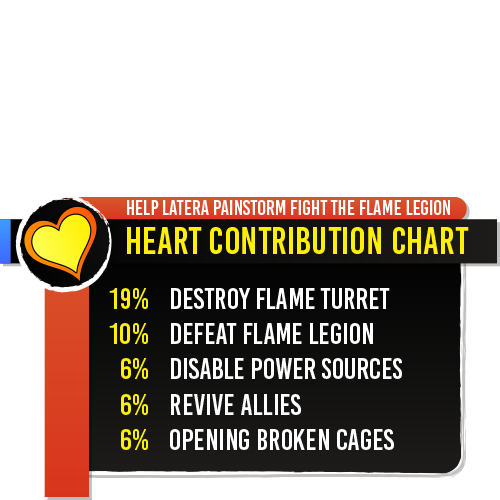 HELP LATERA PAINSTORM FIGHT THE FLAME LEGION
HEART CONTRIBUTION CHART
19% DESTROY FLAME TURRET
10% DEFEAT FLAME LEGION
6% DISABLE POWER SOURCES
6% REVIVE ALLIES
6% OPENING BROKEN CAGES